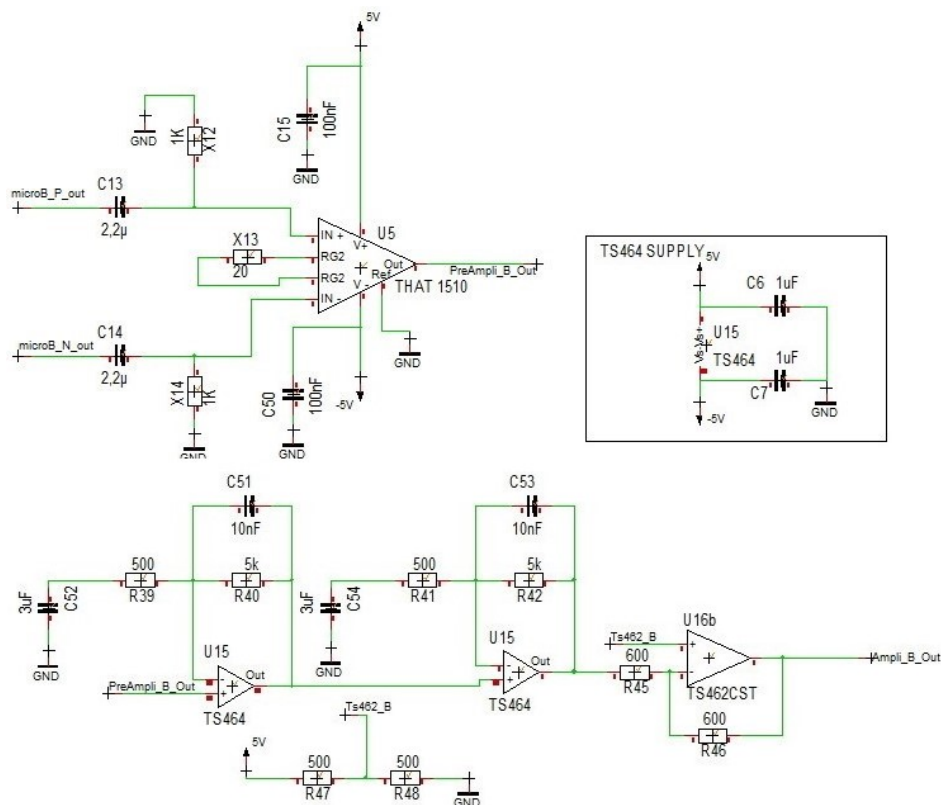 5V
C15
100nF
GND
GND
1K
X12
microB_P_out
C13
2,2µ
X13
20
IN +
RG2
RG2
IN -
V+
V -
Out
Ref
U5
THAT 1510
PreAmpli_B_Out
GND
microB_N_out
C14
2,2µ
X14
1K
GND
C50
100nF
GND
-5V
TS464 SUPPLY
5V
C6
1uF
Vs-Vs+
U15
TS464
1uF
C7
GND
-5V
C51
10nF
500
R39
5k
R40
3uF
C52
GND
U15
Out
PreAmpli_B_Out
TS464
C53
10nF
500
R41
5k
R42
3uF
C54
GND
U15
Out
TS464
Ts462_B
U16b
600
R45
TS462CST
600
R46
Ampli_B_Out
Ts462_B
5V
500
R47
500
R48
GND